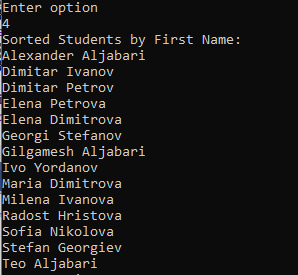 Enter option
4
Sorted Students by First Name:
Alexander Aljabari
Dimitar Ivanov
Dimitar Petrov
Elena Petrova
Elena Dimitrova
Georgi Stefanov
Gilgamesh Aljabari
Ivo Yordanov
Maria Dimitrova
Milena Ivanova
Radost Hristova
Sofia Nikolova
Stefan Georgiev
Teo Aljabari